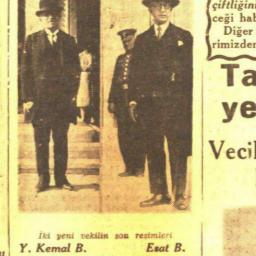 İki yeni vekilin son resimleri
Y. Kemal B. Esat B.
çiftliğini
ceği hab
Diğer
rimizden
Ta
ye
Vecil